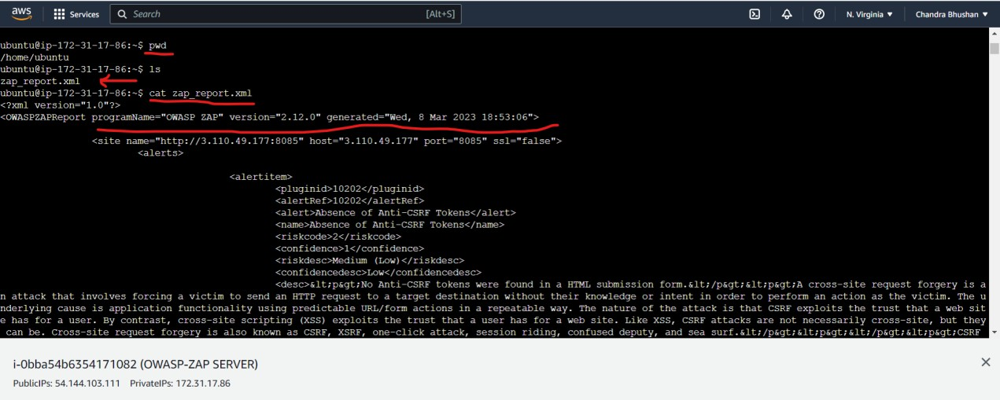 aws Services Search [Alt+S] N. Virginia Chandra Bhushan
ubuntu@ip-172-31-17-86:~$ pwd
/home/ubuntu
ubuntu@ip-172-31-17-86:~$ ls
zap_report.xml
ubuntu@ip-172-31-17-86:~$ cat zap_report.xml
<?xml version="1.0"?>
<OWASPZAPReport programName="OWASP ZAP" version="2.12.0" generated="Wed, 8 Mar 2023 18:53:06">
<site name="http://3.110.49.177:8085" host="3.110.49.177" port="8085" ssl="false">
<alerts>
<alertitem>
<pluginid>10202</pluginid>
<alertRef>10202</alertRef>
<alert>Absence of Anti-CSRF Tokens</alert>
<name>Absence of Anti-CSRF Tokens</name>
<riskcode>2</riskcode>
<confidence>1</confidence>
<riskdesc>Medium (Low)</riskdesc>
<confidencedesc>Low</confidencedesc>
<desc>&lt;p&gt;No Anti-CSRF tokens were found in a HTML submission form.&lt;/p&gt;&lt;p&gt;A cross-site request forgery is a
n attack that involves forcing a victim to send an HTTP request to a target destination without their knowledge or intent in order to perform an action as the victim. The u
nderlying cause is application functionality using predictable URL/form actions in a repeatable way. The nature of the attack is that CSRF exploits the trust that a web sit
e has for a user. By contrast, cross-site scripting (XSS) exploits the trust that a user has for a web site. Like XSS, CSRF attacks are not necessarily cross-site, but they
can be. Cross-site request forgery is also known as CSRF, XSRF, one-click attack, session riding, confused deputy, and sea surf.&lt;/p&gt;&lt;p&gt;&lt;/p&gt;&lt;p&gt;CSRF
i-0bba54b6354171082 (OWASP-ZAP SERVER)
PublicIPs: 54.144.103.111 PrivateIPs: 172.31.17.86